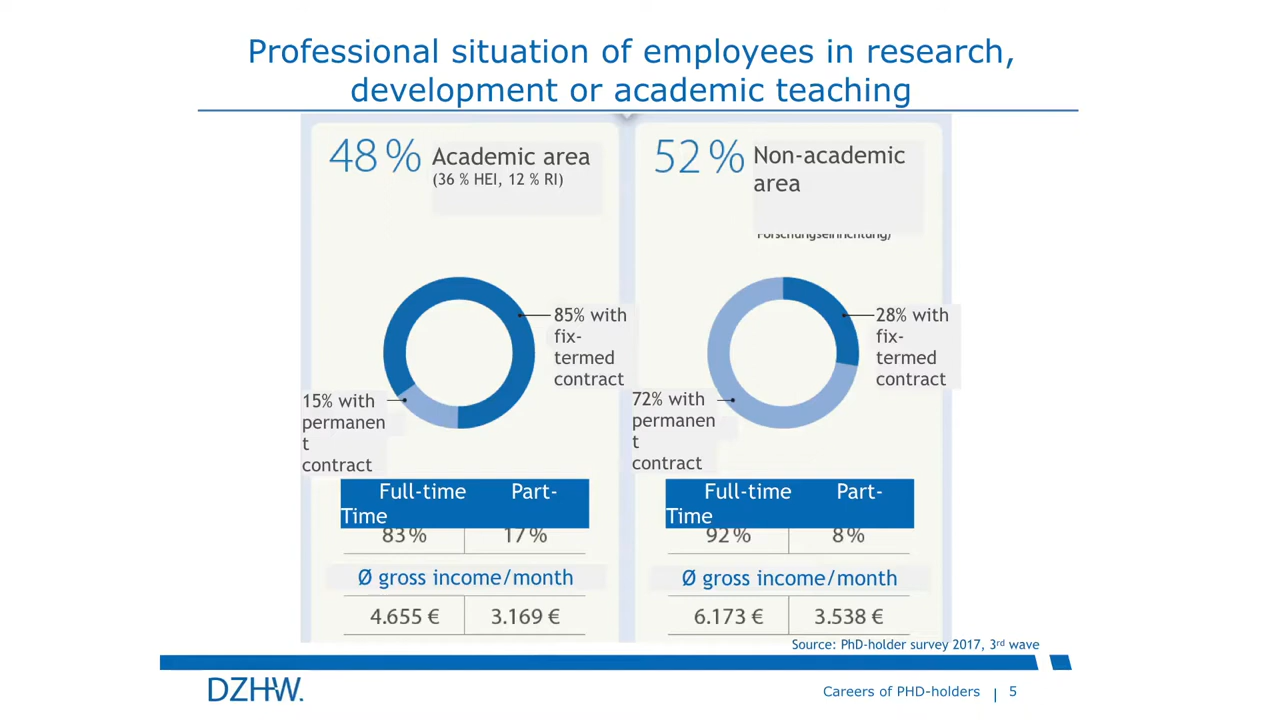 Professional situation of employees in research,
development or academic teaching
48 %
Academic area
(36 % HEI, 12 % RI)
85% with
fix-
termed
contract
15% with
permanen
t
contract
Full-time Part-
Time
83 % 17 %
Ø gross income/month
4.655 € 3.169 €
52 %
Non-academic
area
Forschungseinrichtung)
28% with
fix-
termed
contract
72% with
permanen
t
contract
Full-time Part-
Time
92 % 8 %
Ø gross income/month
6.173 € 3.538 €
Source: PhD-holder survey 2017, 3rd wave
DZHW.
Careers of PHD-holders | 5